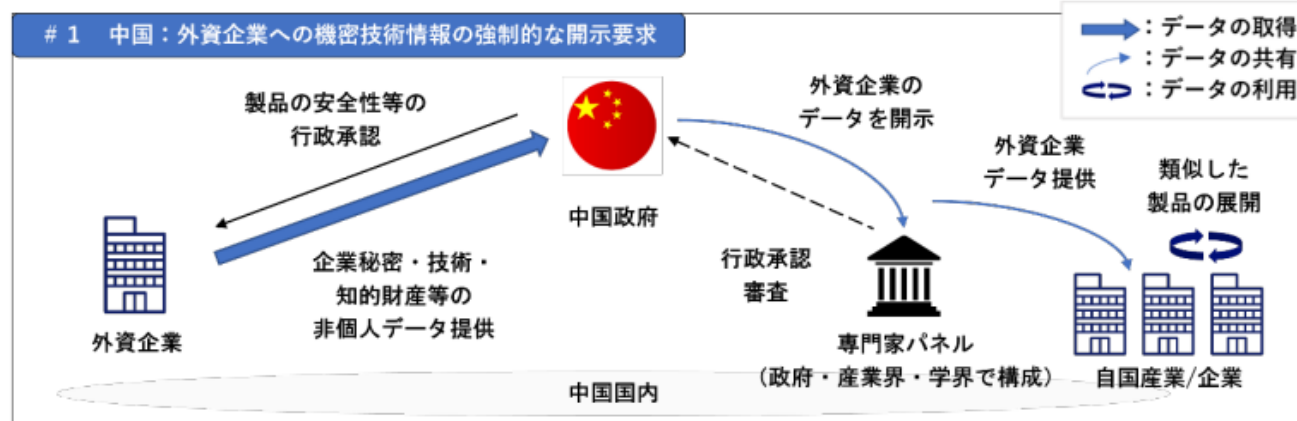 # 1 中国：外資企業への機密技術情報の強制的な開示要求
：データの取得
：データの共有
：データの利用
製品の安全性等の
行政承認
外資企業の
データを開示
外資企業
データ提供
類似した
製品の展開
中国政府
企業秘密・技術・
知的財産等の
非個人データ提供
行政承認
審査
外資企業
専門家パネル
（政府・産業界・学界で構成）
自国産業/企業
中国国内